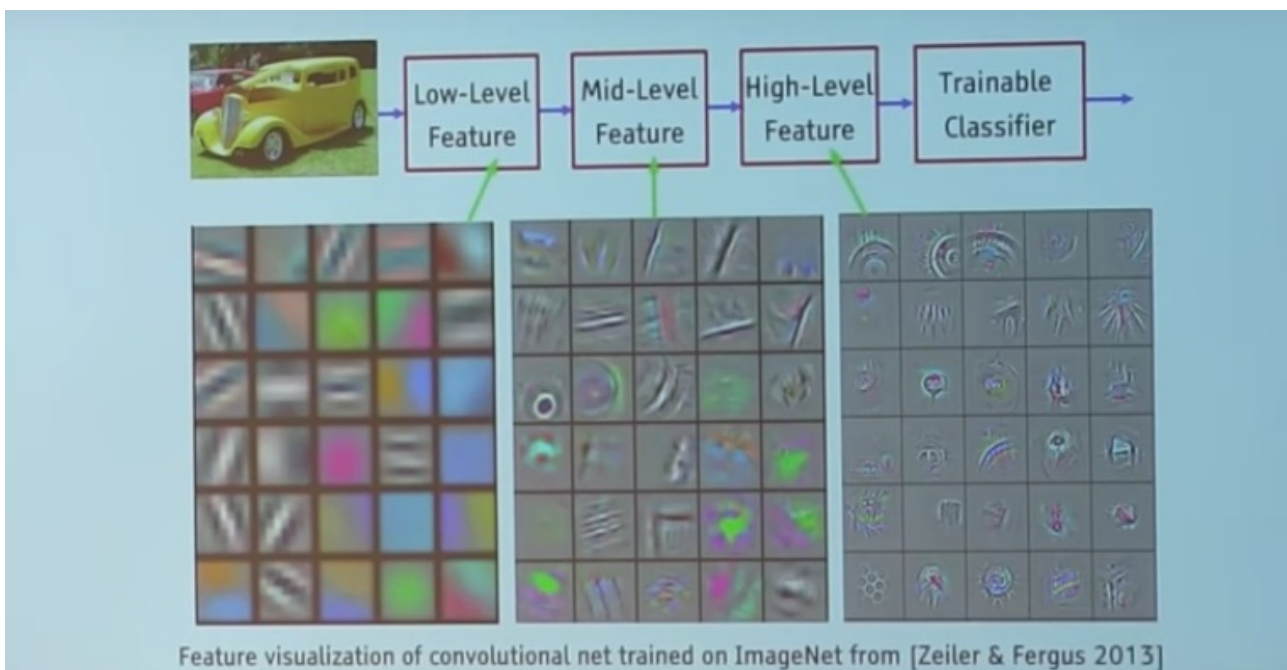 Low-Level
Feature
Mid-Level
Feature
High-Level
Feature
Trainable
Classifier
Feature visualization of convolutional net trained on ImageNet from [Zeiler & Fergus 2013]